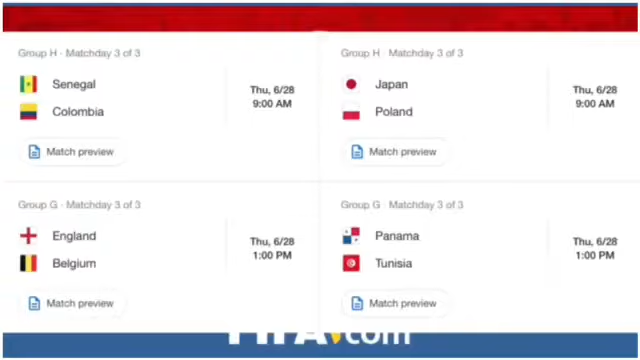 Group H · Matchday 3 of 3
Senegal
Thu, 6/28
Colombia
9:00 AM
Match preview
Group H · Matchday 3 of 3
Japan
Thu, 6/28
Poland
9:00 AM
Match preview
Group G · Matchday 3 of 3
England
Thu, 6/28
Belgium
1:00 PM
Match preview
Group G · Matchday 3 of 3
Panama
Thu, 6/28
Tunisia
1:00 PM
Match preview
FIFA.com